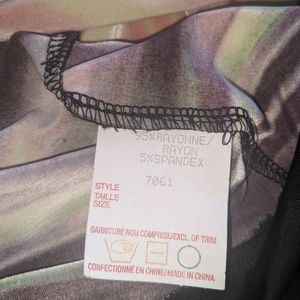 95%RAYONNE/
RAYON
5%SPANDEX
STYLE 7061
TAILLE
SIZE
GARNITURE NON COMPRISE/EXCL. OF TRIM
CONFECTIONNÉ EN CHINE/MADE IN CHINA